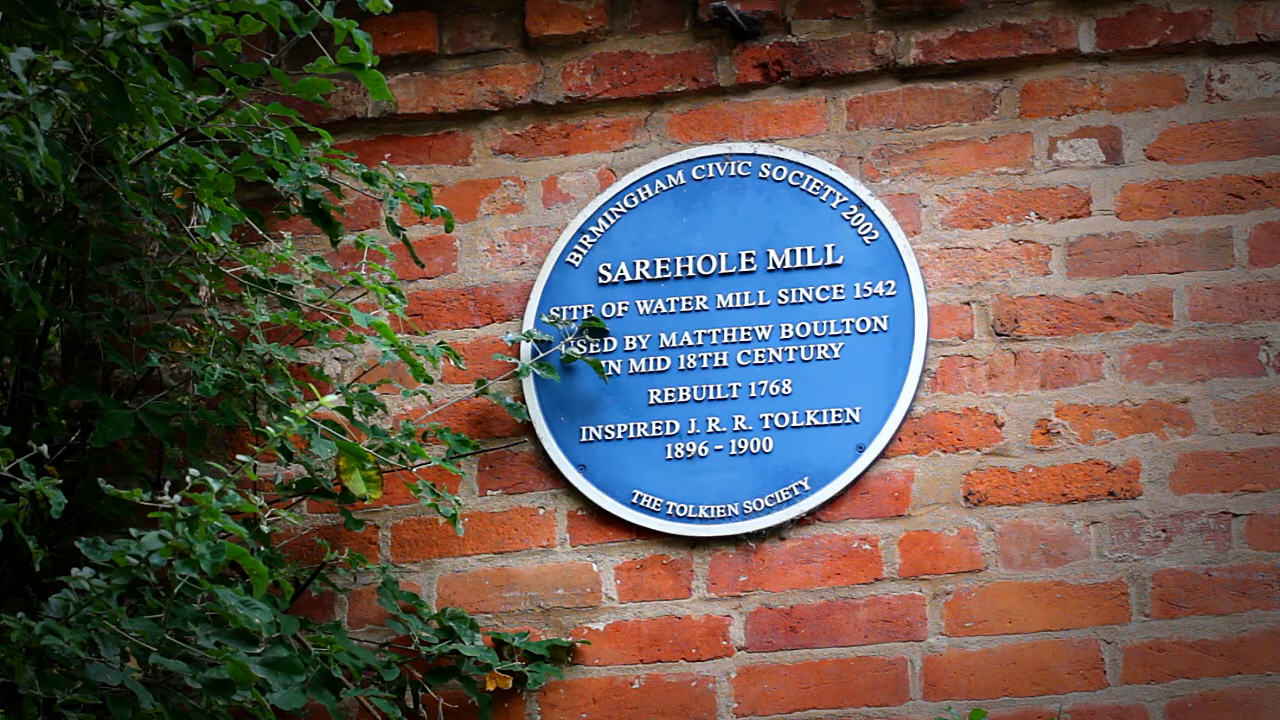 BIRMINGHAM CIVIC SOCIETY 2002
SAREHOLE MILL
SITE OF WATER MILL SINCE 1542
USED BY MATTHEW BOULTON
IN MID 18TH CENTURY
REBUILT 1768
INSPIRED J. R. R. TOLKIEN
1896 – 1900
THE TOLKIEN SOCIETY